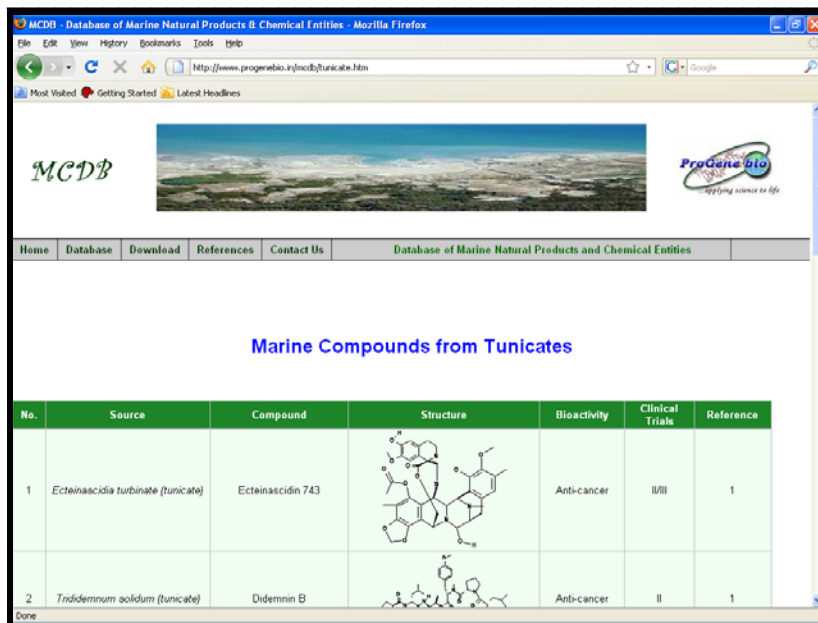 MCDB - Database of Marine Natural Products & Chemical Entities - Mozilla Firefox
File Edit View History Bookmarks Tools Help
http://www.progenebio.in/mcdb/tunicate.htm
Google
Most Visited Getting Started Latest Headlines
MCDB
ProGene bio
...applying science to life
Home Database Download References Contact Us Database of Marine Natural Products and Chemical Entities
Marine Compounds from Tunicates
No. Source Compound Structure Bioactivity Clinical Trials Reference
1 Ecteinascidia turbinate (tunicate) Ecteinascidin 743 Anti-cancer II/III 1
2 Trididemnum solidum (tunicate) Didemnin B Anti-cancer II 1
Done